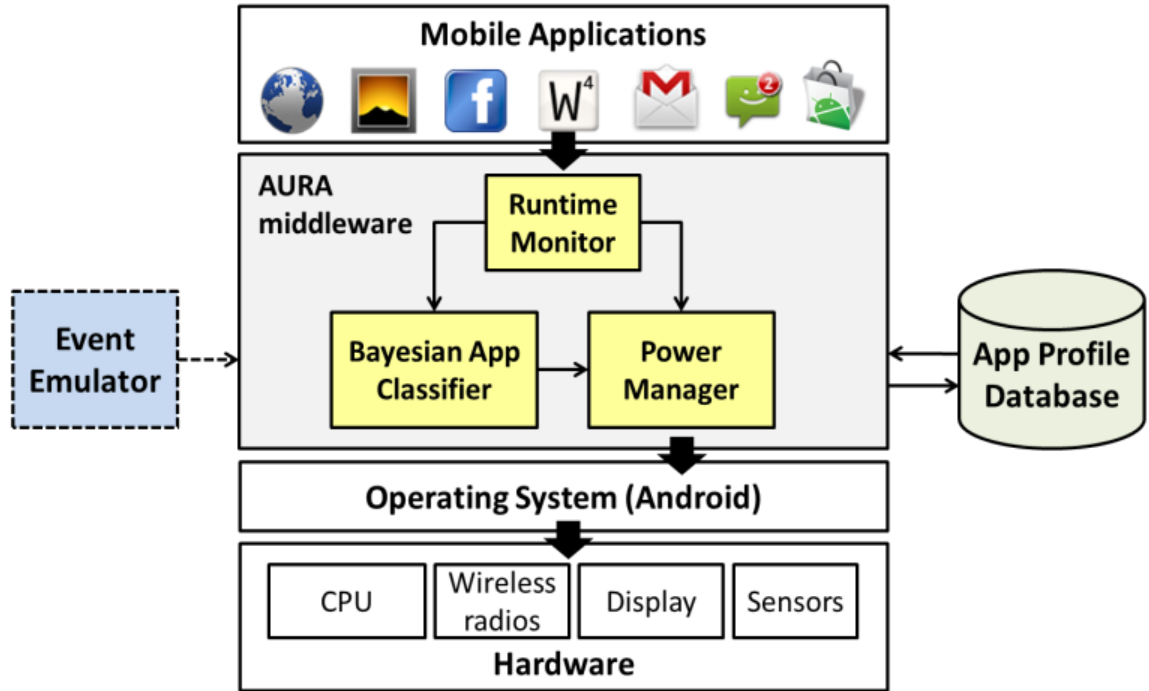 Mobile Applications
f
W4
M
2
AURA
middleware
Runtime
Monitor
Event
Emulator
Bayesian App
Classifier
Power
Manager
App Profile
Database
Operating System (Android)
CPU
Wireless
radios
Display
Sensors
Hardware